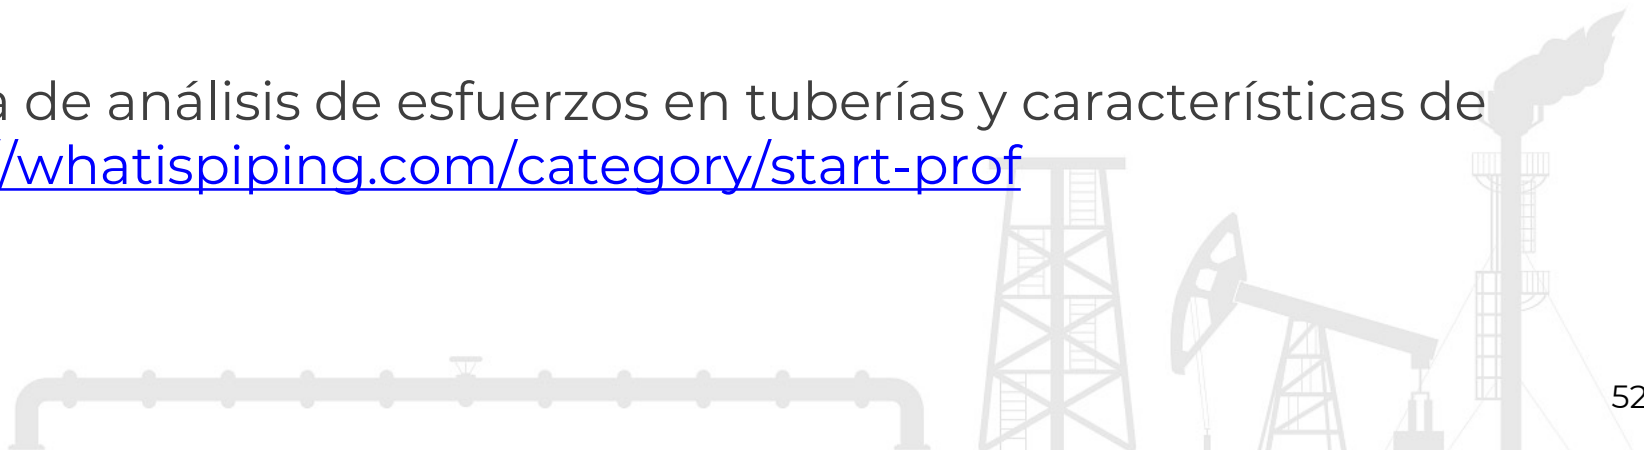 a de análisis de esfuerzos en tuberías y características de
//whatispiping.com/category/start-prof
52